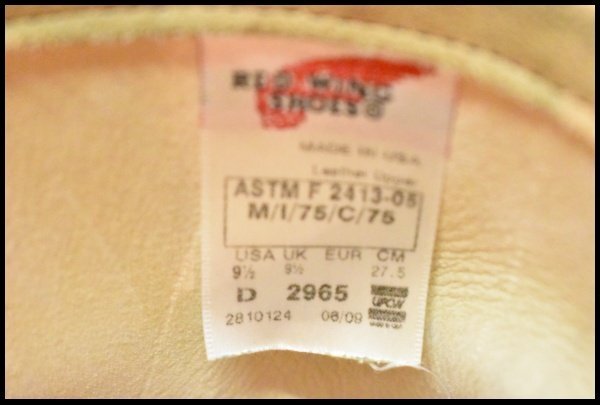 RED WING
SHOES®
MADE IN U.S.A.
Leather Upper
ASTM F 2413-05
M/I/75/C/75
USA UK EUR CM
9½ 9½ 27.5
D 2965 UFCW
2810124 06/09